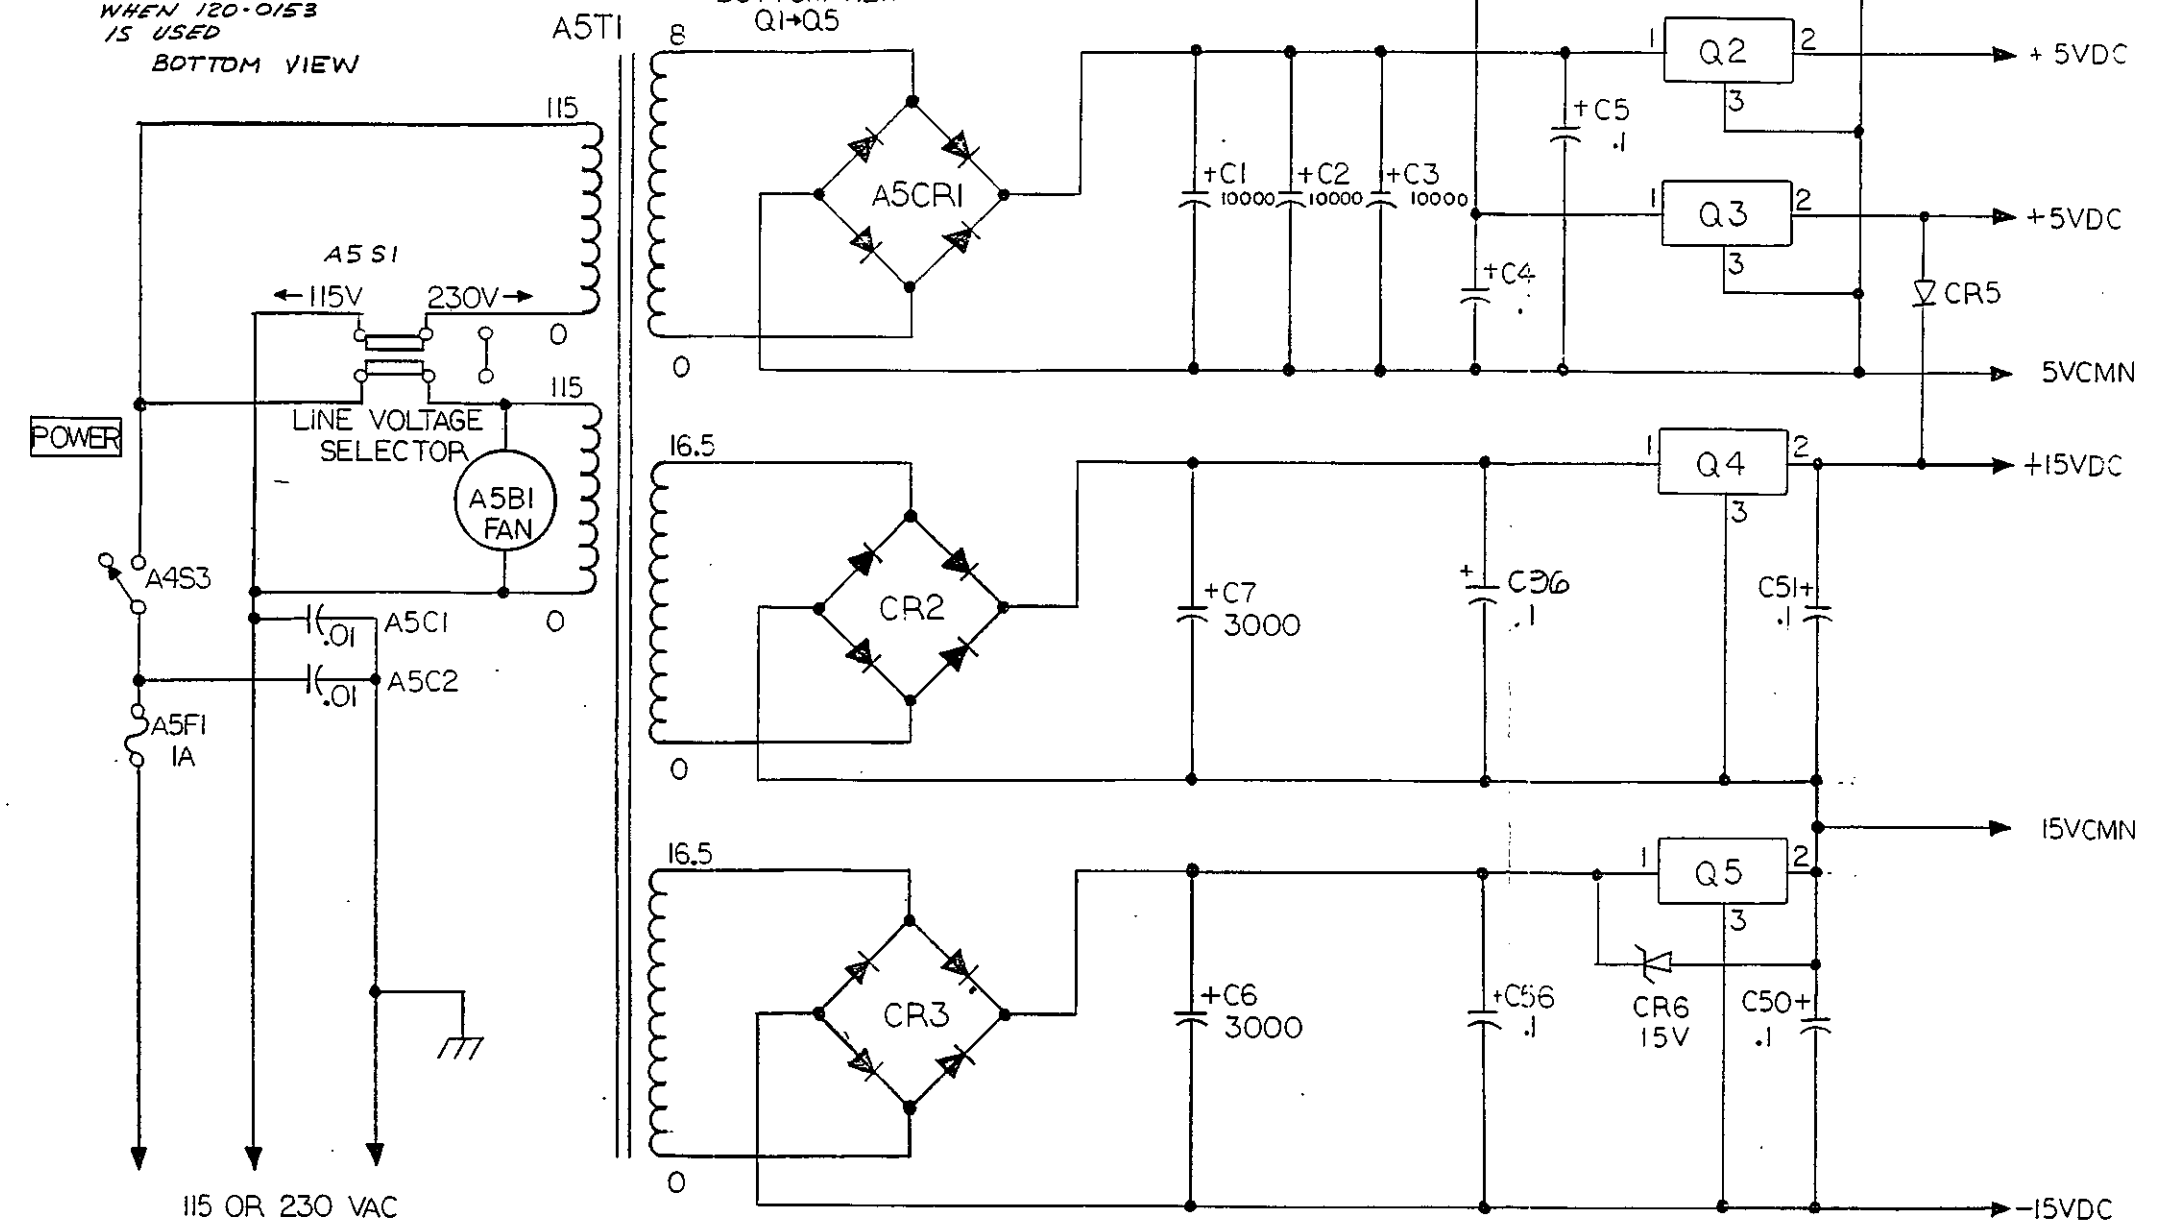 WHEN 120-0153
IS USED
BOTTOM VIEW
Q1→Q5
A5T1
115
A5S1
←115V
230V→
0
115
LINE VOLTAGE
SELECTOR
POWER
A5B1
FAN
A4S3
0
A5C1
.01
A5C2
.01
A5F1
1A
115 OR 230 VAC
8
A5CR1
0
+C1
10000
+C2
10000
+C3
10000
+C4
+C5
.1
1
Q2
2
3
+5VDC
1
Q3
2
3
+5VDC
CR5
5VCMN
16.5
CR2
0
+C7
3000
+
.1
1
Q4
2
3
+15VDC
C51+
.1
15VCMN
16.5
CR3
0
+C6
3000
+C56
.1
1
Q5
2
3
CR6
15V
C50+
.1
-15VDC